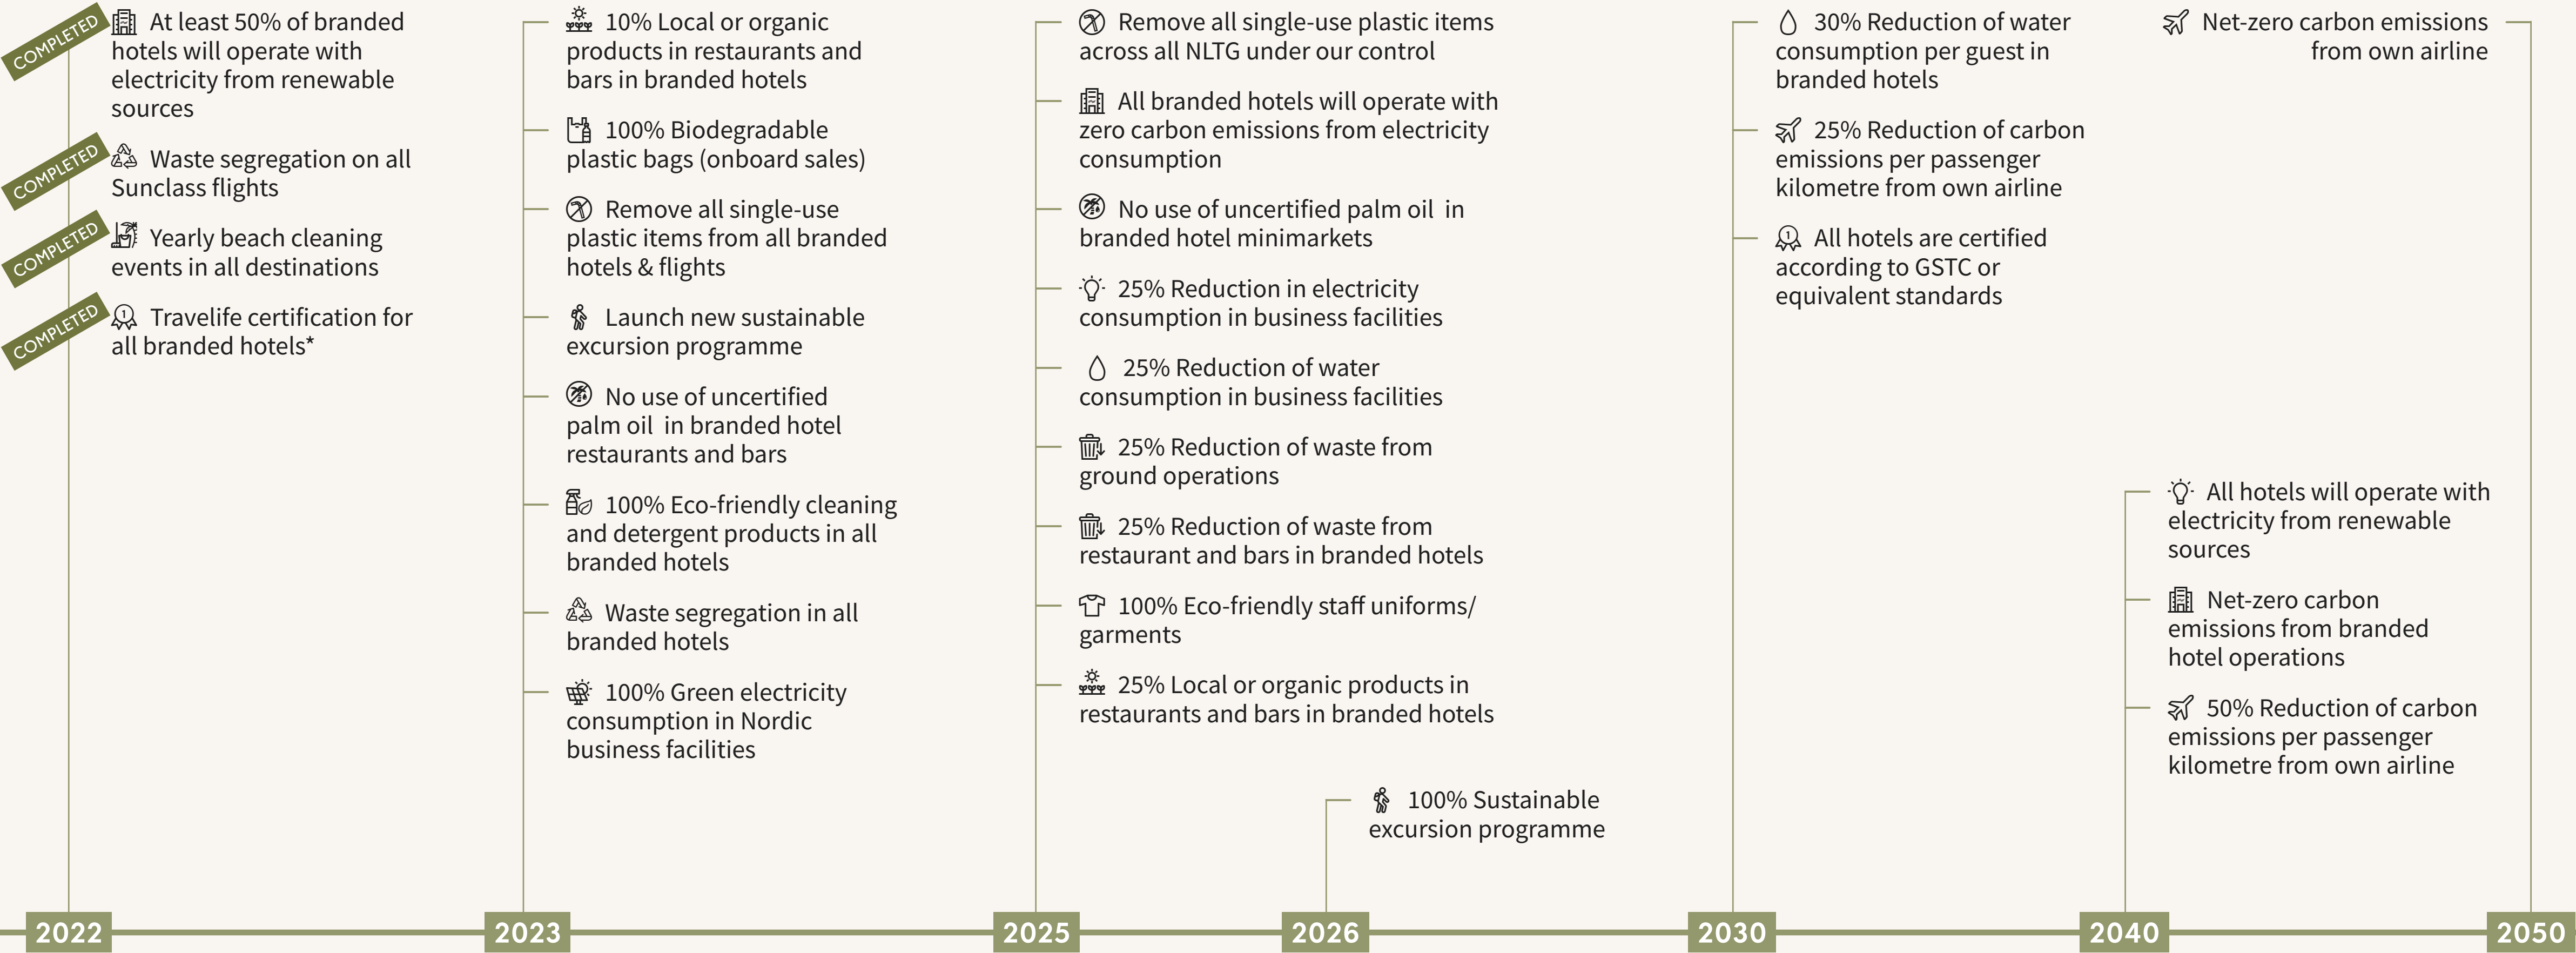 COMPLETED
At least 50% of branded
hotels will operate with
electricity from renewable
sources
COMPLETED
Waste segregation on all
Sunclass flights
COMPLETED
Yearly beach cleaning
events in all destinations
COMPLETED
Travelife certification for
all branded hotels*
2022
10% Local or organic
products in restaurants and
bars in branded hotels
100% Biodegradable
plastic bags (onboard sales)
Remove all single-use
plastic items from all branded
hotels & flights
Launch new sustainable
excursion programme
No use of uncertified
palm oil in branded hotel
restaurants and bars
100% Eco-friendly cleaning
and detergent products in all
branded hotels
Waste segregation in all
branded hotels
100% Green electricity
consumption in Nordic
business facilities
2023
Remove all single-use plastic items
across all NLTG under our control
All branded hotels will operate with
zero carbon emissions from electricity
consumption
No use of uncertified palm oil in
branded hotel minimarkets
25% Reduction in electricity
consumption in business facilities
25% Reduction of water
consumption in business facilities
25% Reduction of waste from
ground operations
25% Reduction of waste from
restaurant and bars in branded hotels
100% Eco-friendly staff uniforms/
garments
25% Local or organic products in
restaurants and bars in branded hotels
2025
100% Sustainable
excursion programme
2026
30% Reduction of water
consumption per guest in
branded hotels
25% Reduction of carbon
emissions per passenger
kilometre from own airline
All hotels are certified
according to GSTC or
equivalent standards
2030
All hotels will operate with
electricity from renewable
sources
Net-zero carbon
emissions from branded
hotel operations
50% Reduction of carbon
emissions per passenger
kilometre from own airline
2040
Net-zero carbon emissions
from own airline
2050